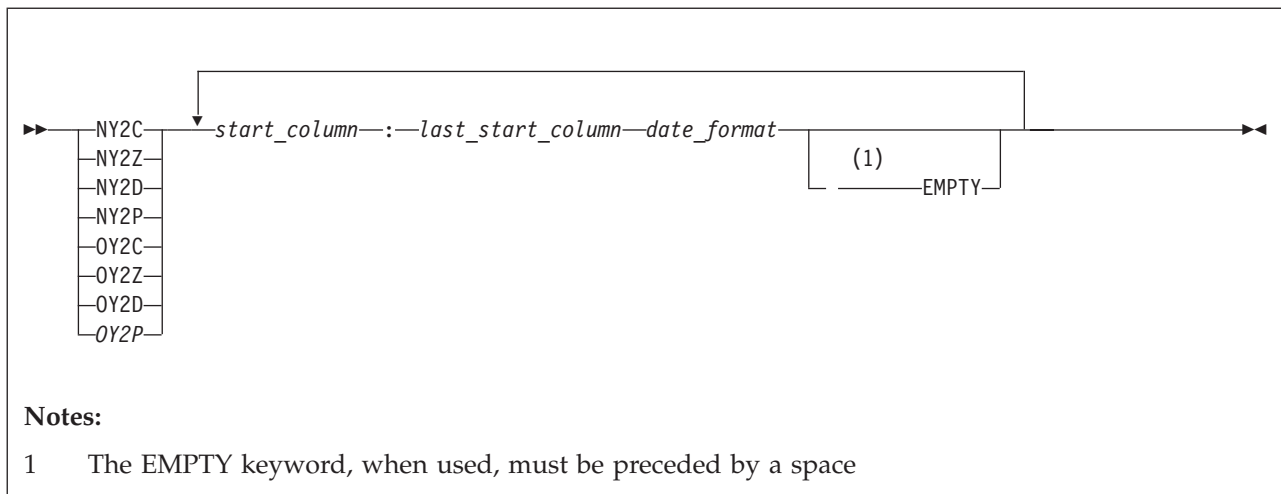 NY2C start_column : last_start_column date_format
NY2Z (1)
NY2D EMPTY
NY2P
OY2C
OY2Z
OY2D
OY2P
Notes:
1 The EMPTY keyword, when used, must be preceded by a space